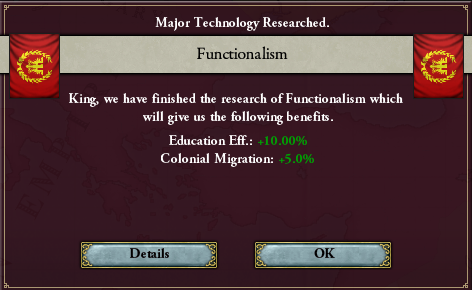 Major Technology Researched.
Functionalism
King, we have finished the research of Functionalism which
will give us the following benefits.
Education Eff.: +10.00%
Colonial Migration: +5.0%
Details
OK